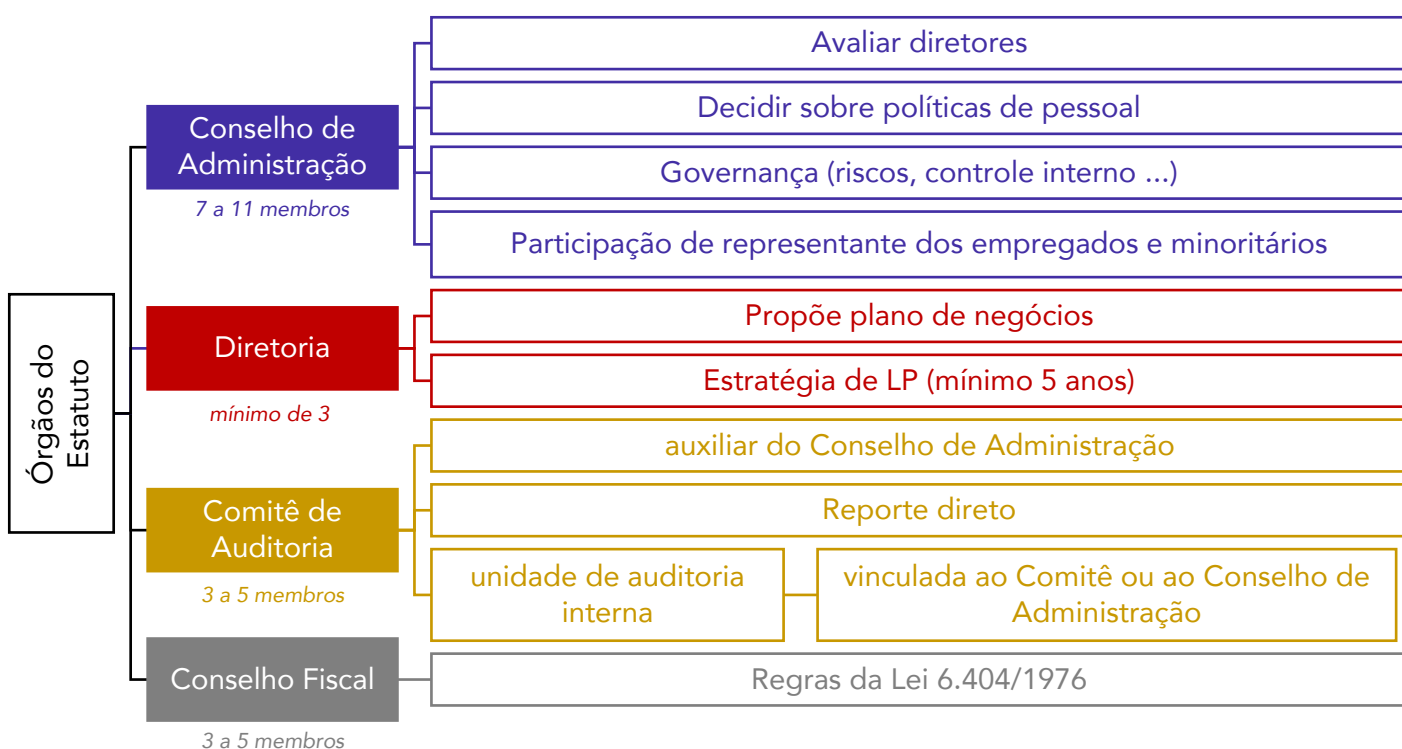 Órgãos do
Estatuto
Conselho de
Administração
7 a 11 membros
Avaliar diretores
Decidir sobre políticas de pessoal
Governança (riscos, controle interno ...)
Participação de representante dos empregados e minoritários
Diretoria
mínimo de 3
Propõe plano de negócios
Estratégia de LP (mínimo 5 anos)
Comitê de
Auditoria
3 a 5 membros
auxiliar do Conselho de Administração
Reporte direto
unidade de auditoria
interna
vinculada ao Comitê ou ao Conselho de
Administração
Conselho Fiscal
3 a 5 membros
Regras da Lei 6.404/1976